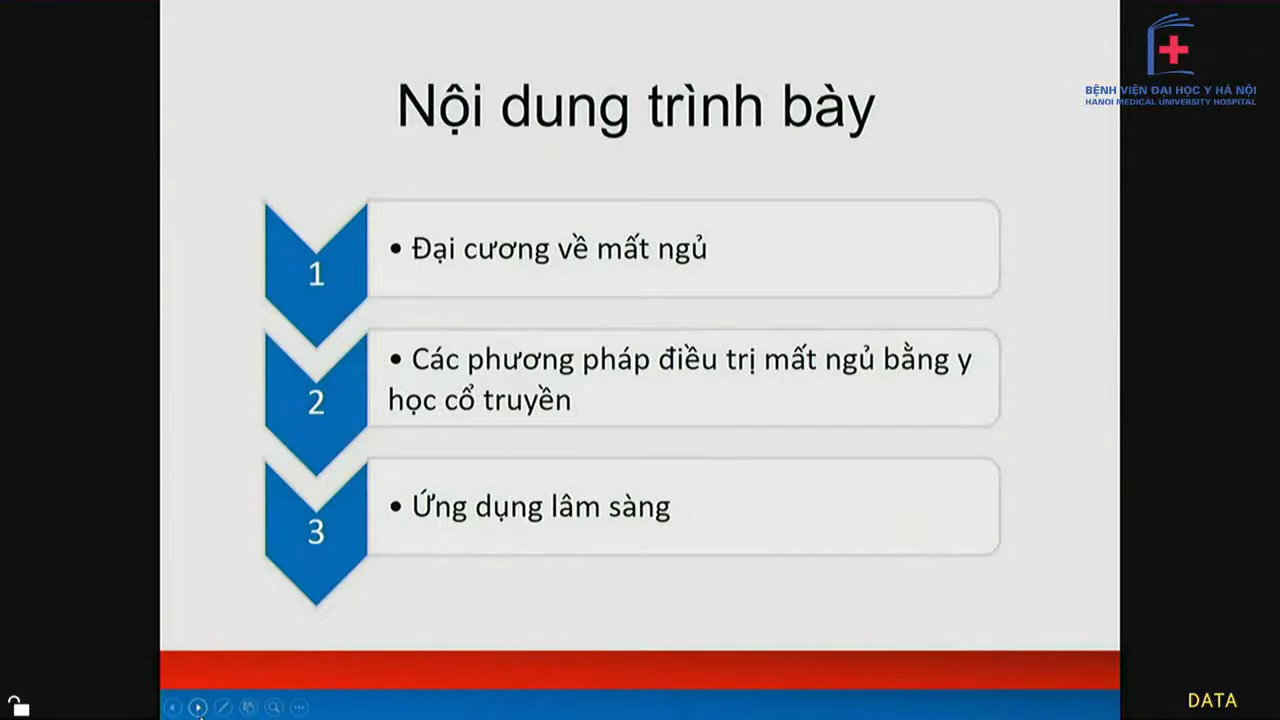 BỆNH VIỆN ĐẠI HỌC Y HÀ NỘI
HANOI MEDICAL UNIVERSITY HOSPITAL
Nội dung trình bày
1
• Đại cương về mất ngủ
2
• Các phương pháp điều trị mất ngủ bằng y
học cổ truyền
3
• Ứng dụng lâm sàng
DATA